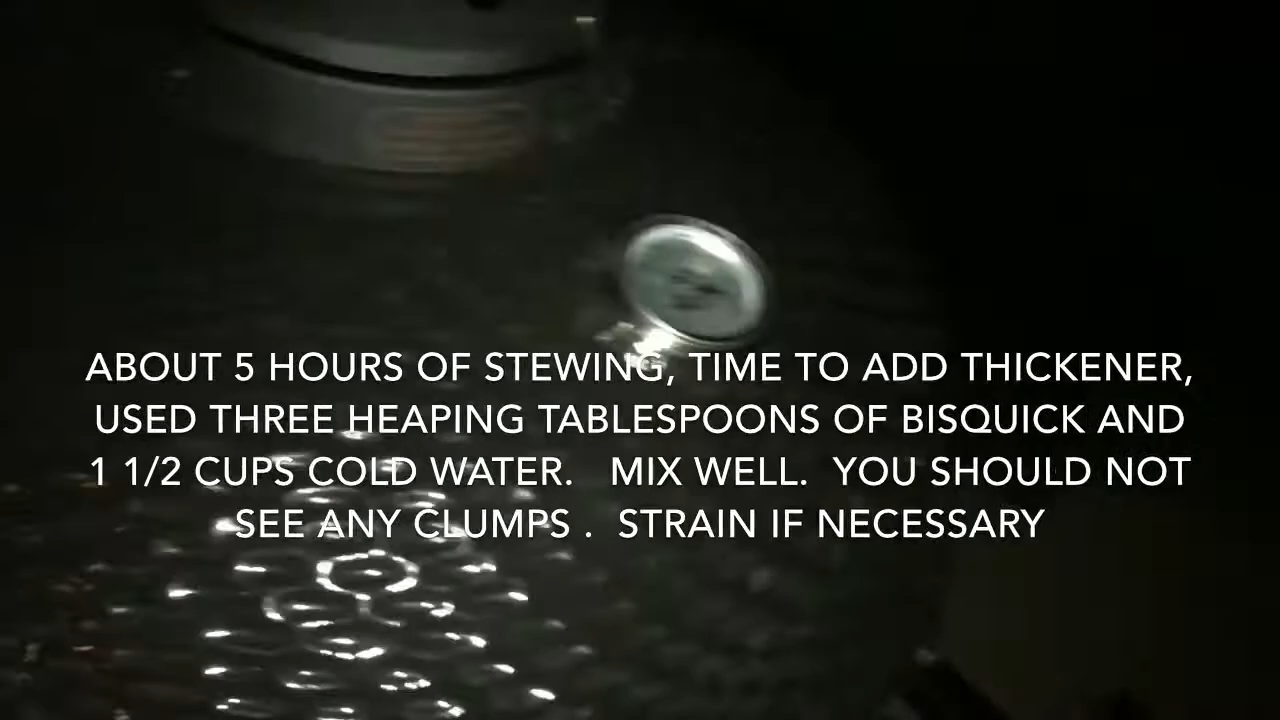 ABOUT 5 HOURS OF STEWING, TIME TO ADD THICKENER,
USED THREE HEAPING TABLESPOONS OF BISQUICK AND
1 1/2 CUPS COLD WATER. MIX WELL. YOU SHOULD NOT
SEE ANY CLUMPS . STRAIN IF NECESSARY